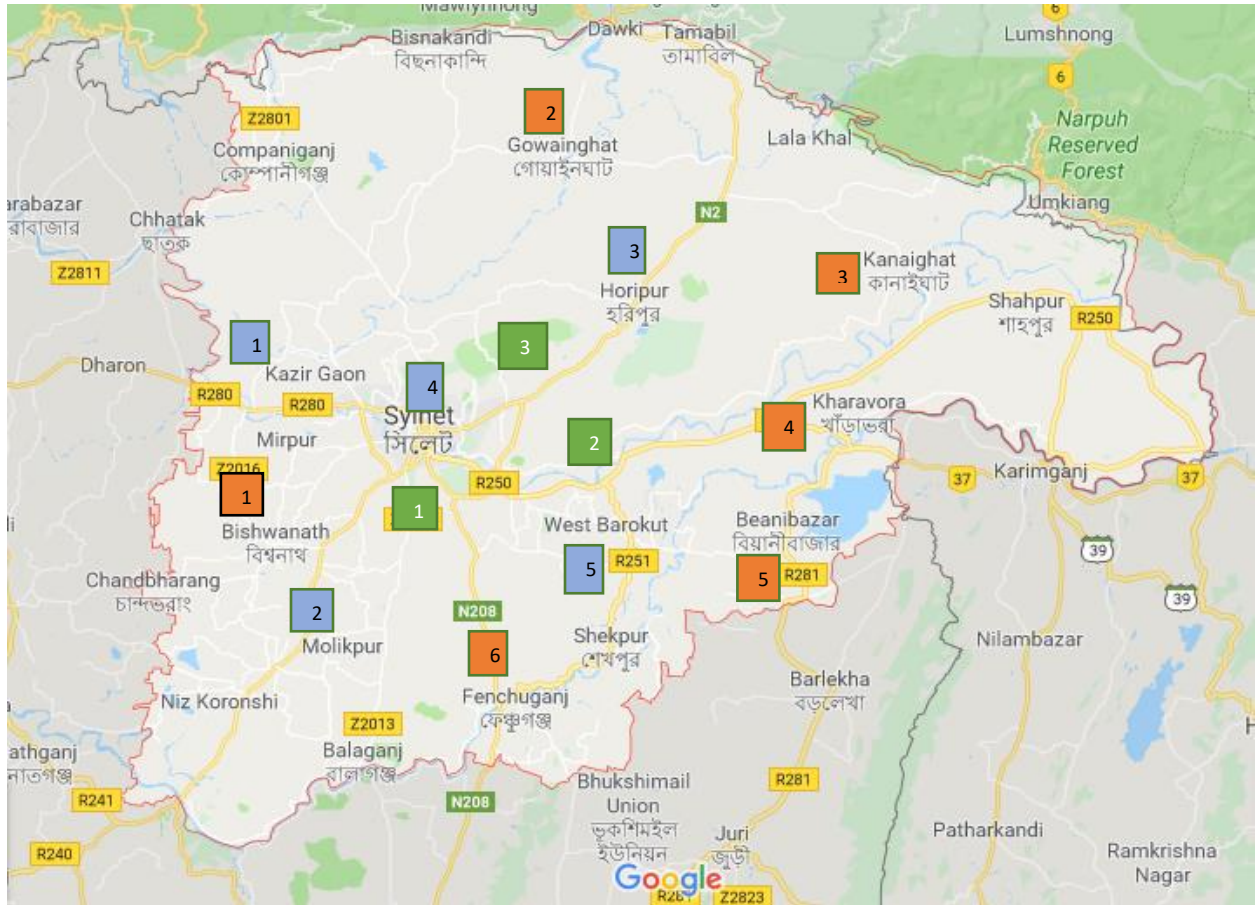 Mawlynnong
Bisnakandi
বিছনাকান্দি
Dawki
Tamabil
তামাবিল
6
Lumshnong
6
Z2801
2
Companiganj
কোম্পানীগঞ্জ
Gowainghat
গোয়াইনঘাট
Lala Khal
Narpuh
Reserved
Forest
Umkiang
arabazar
রাবাজার
Chhatak
ছাতক
N2
3
Z2811
Horipur
হরিপুর
3
Kanaighat
কানাইঘাট
Shahpur
শাহপুর
R250
1
3
Dharon
Kazir Gaon
4
R280
R280
Sylhet
সিলেট
Mirpur
2
4
Kharavora
খাঁড়াভরা
Z2016
1
R250
1
37
Karimganj
37
Bishwanath
বিশ্বনাথ
West Barokut
Beanibazar
বিয়ানীবাজার
39
5
R251
5
R281
Chandbharang
চান্দভরাং
39
2
N208
Molikpur
6
Shekpur
শেখপুর
Nilambazar
Niz Koronshi
Fenchuganj
ফেঞ্চুগঞ্জ
Barlekha
বড়লেখা
Z2013
Balaganj
বালাগঞ্জ
athganj
নাতগঞ্জ
R241
N208
Bhukshimail
Union
ভূকশিমইল
ইউনিয়ন
R281
Juri
জুড়ী
Patharkandi
R240
Ramkrishna
Nagar
Google
R281
Z2823